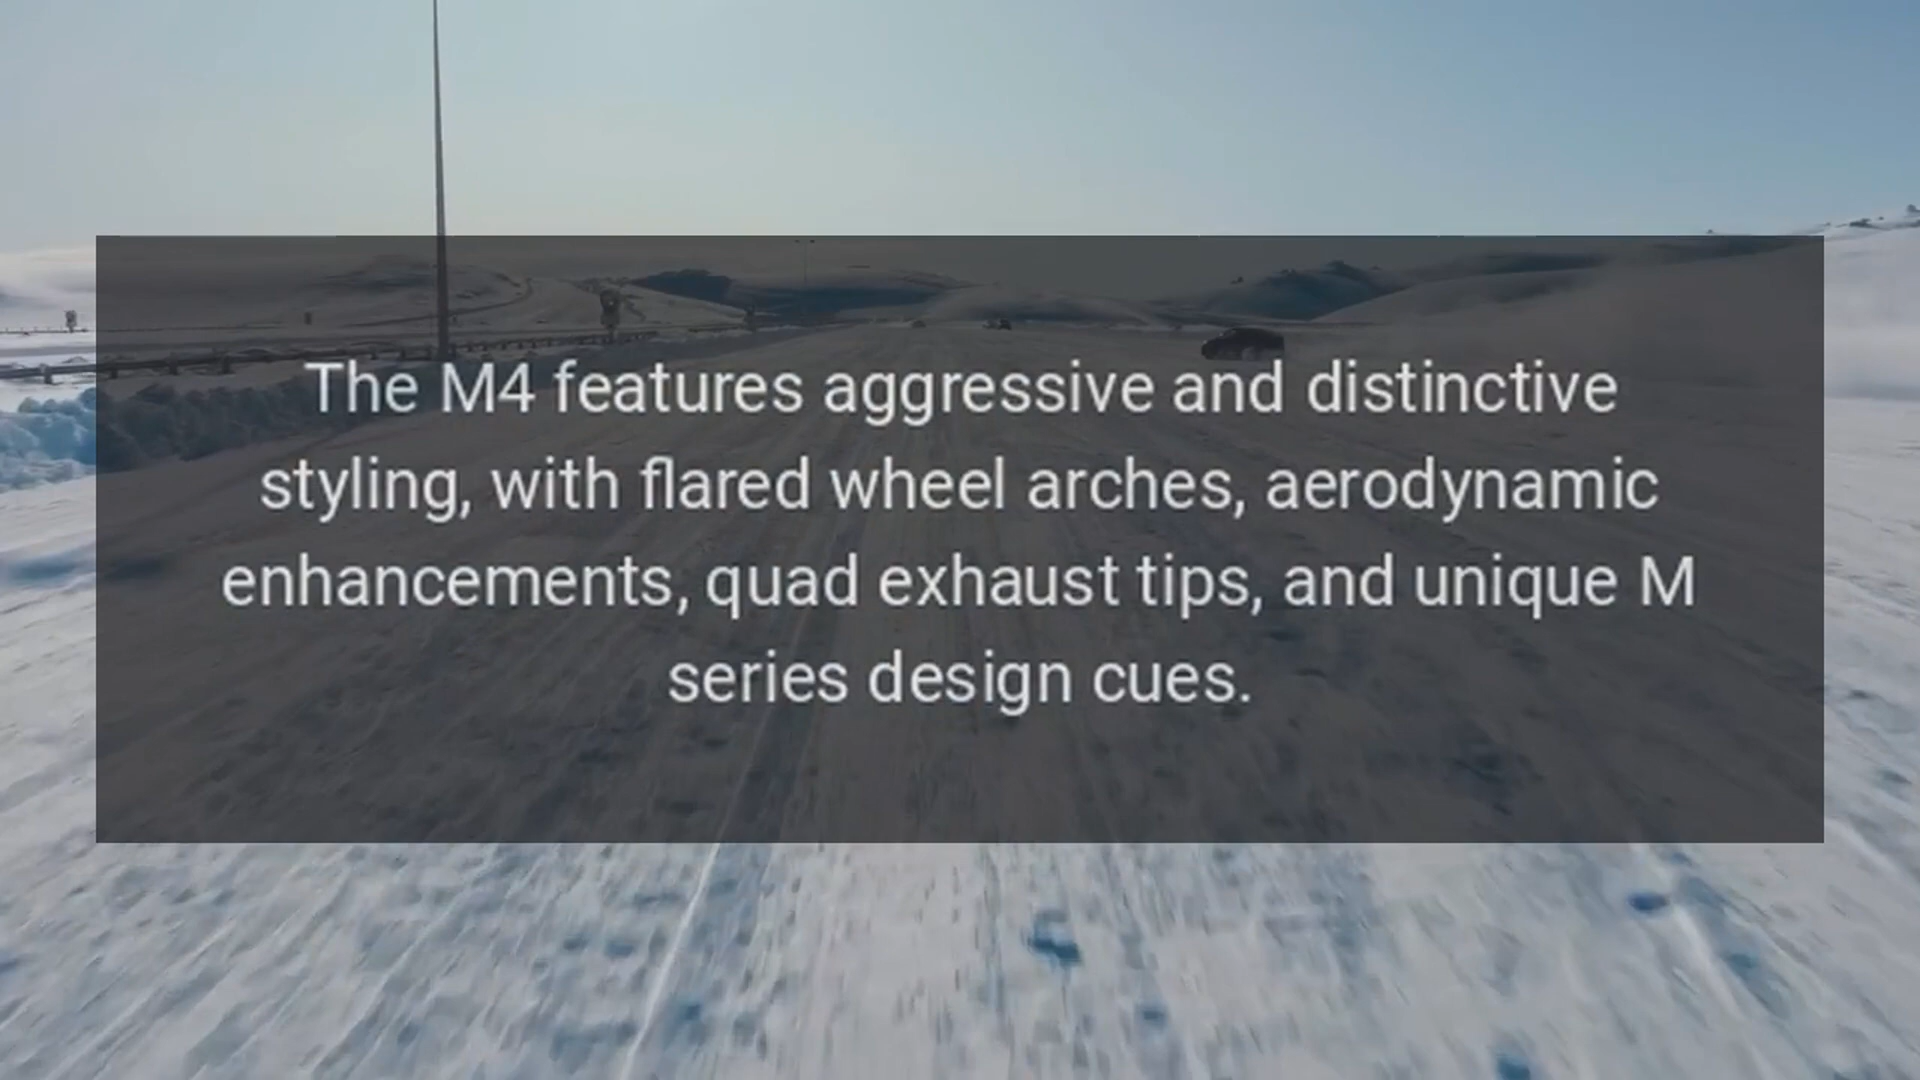 The M4 features aggressive and distinctive
styling, with flared wheel arches, aerodynamic
enhancements, quad exhaust tips, and unique M
series design cues.